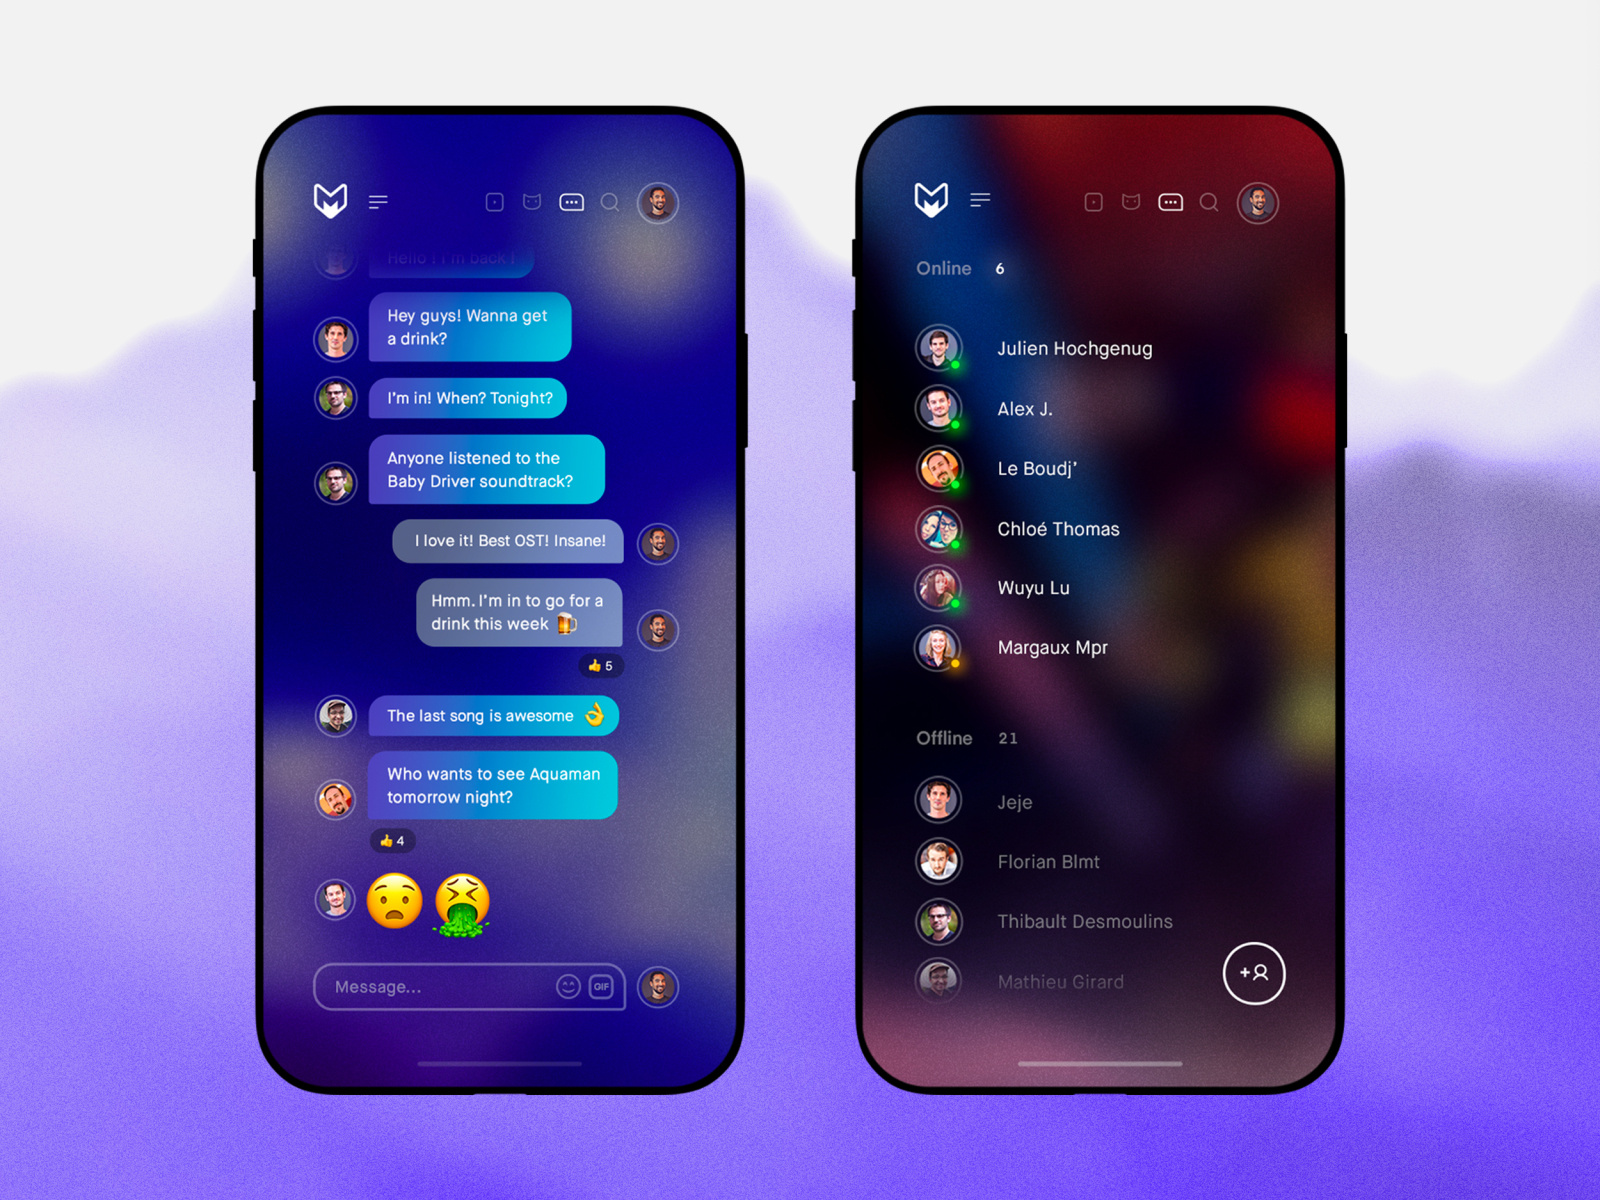 Hello ! I'm back !
Hey guys! Wanna get
a drink?
I'm in! When? Tonight?
Anyone listened to the
Baby Driver soundtrack?
I love it! Best OST! Insane!
Hmm. I'm in to go for a
drink this week 🍺
👍 5
The last song is awesome 👌
Who wants to see Aquaman
tomorrow night?
👍 4
Message...
GIF
Online 6
Julien Hochgenug
Alex J.
Le Boudj'
Chloé Thomas
Wuyu Lu
Margaux Mpr
Offline 21
Jeje
Florian Blmt
Thibault Desmoulins
Mathieu Girard